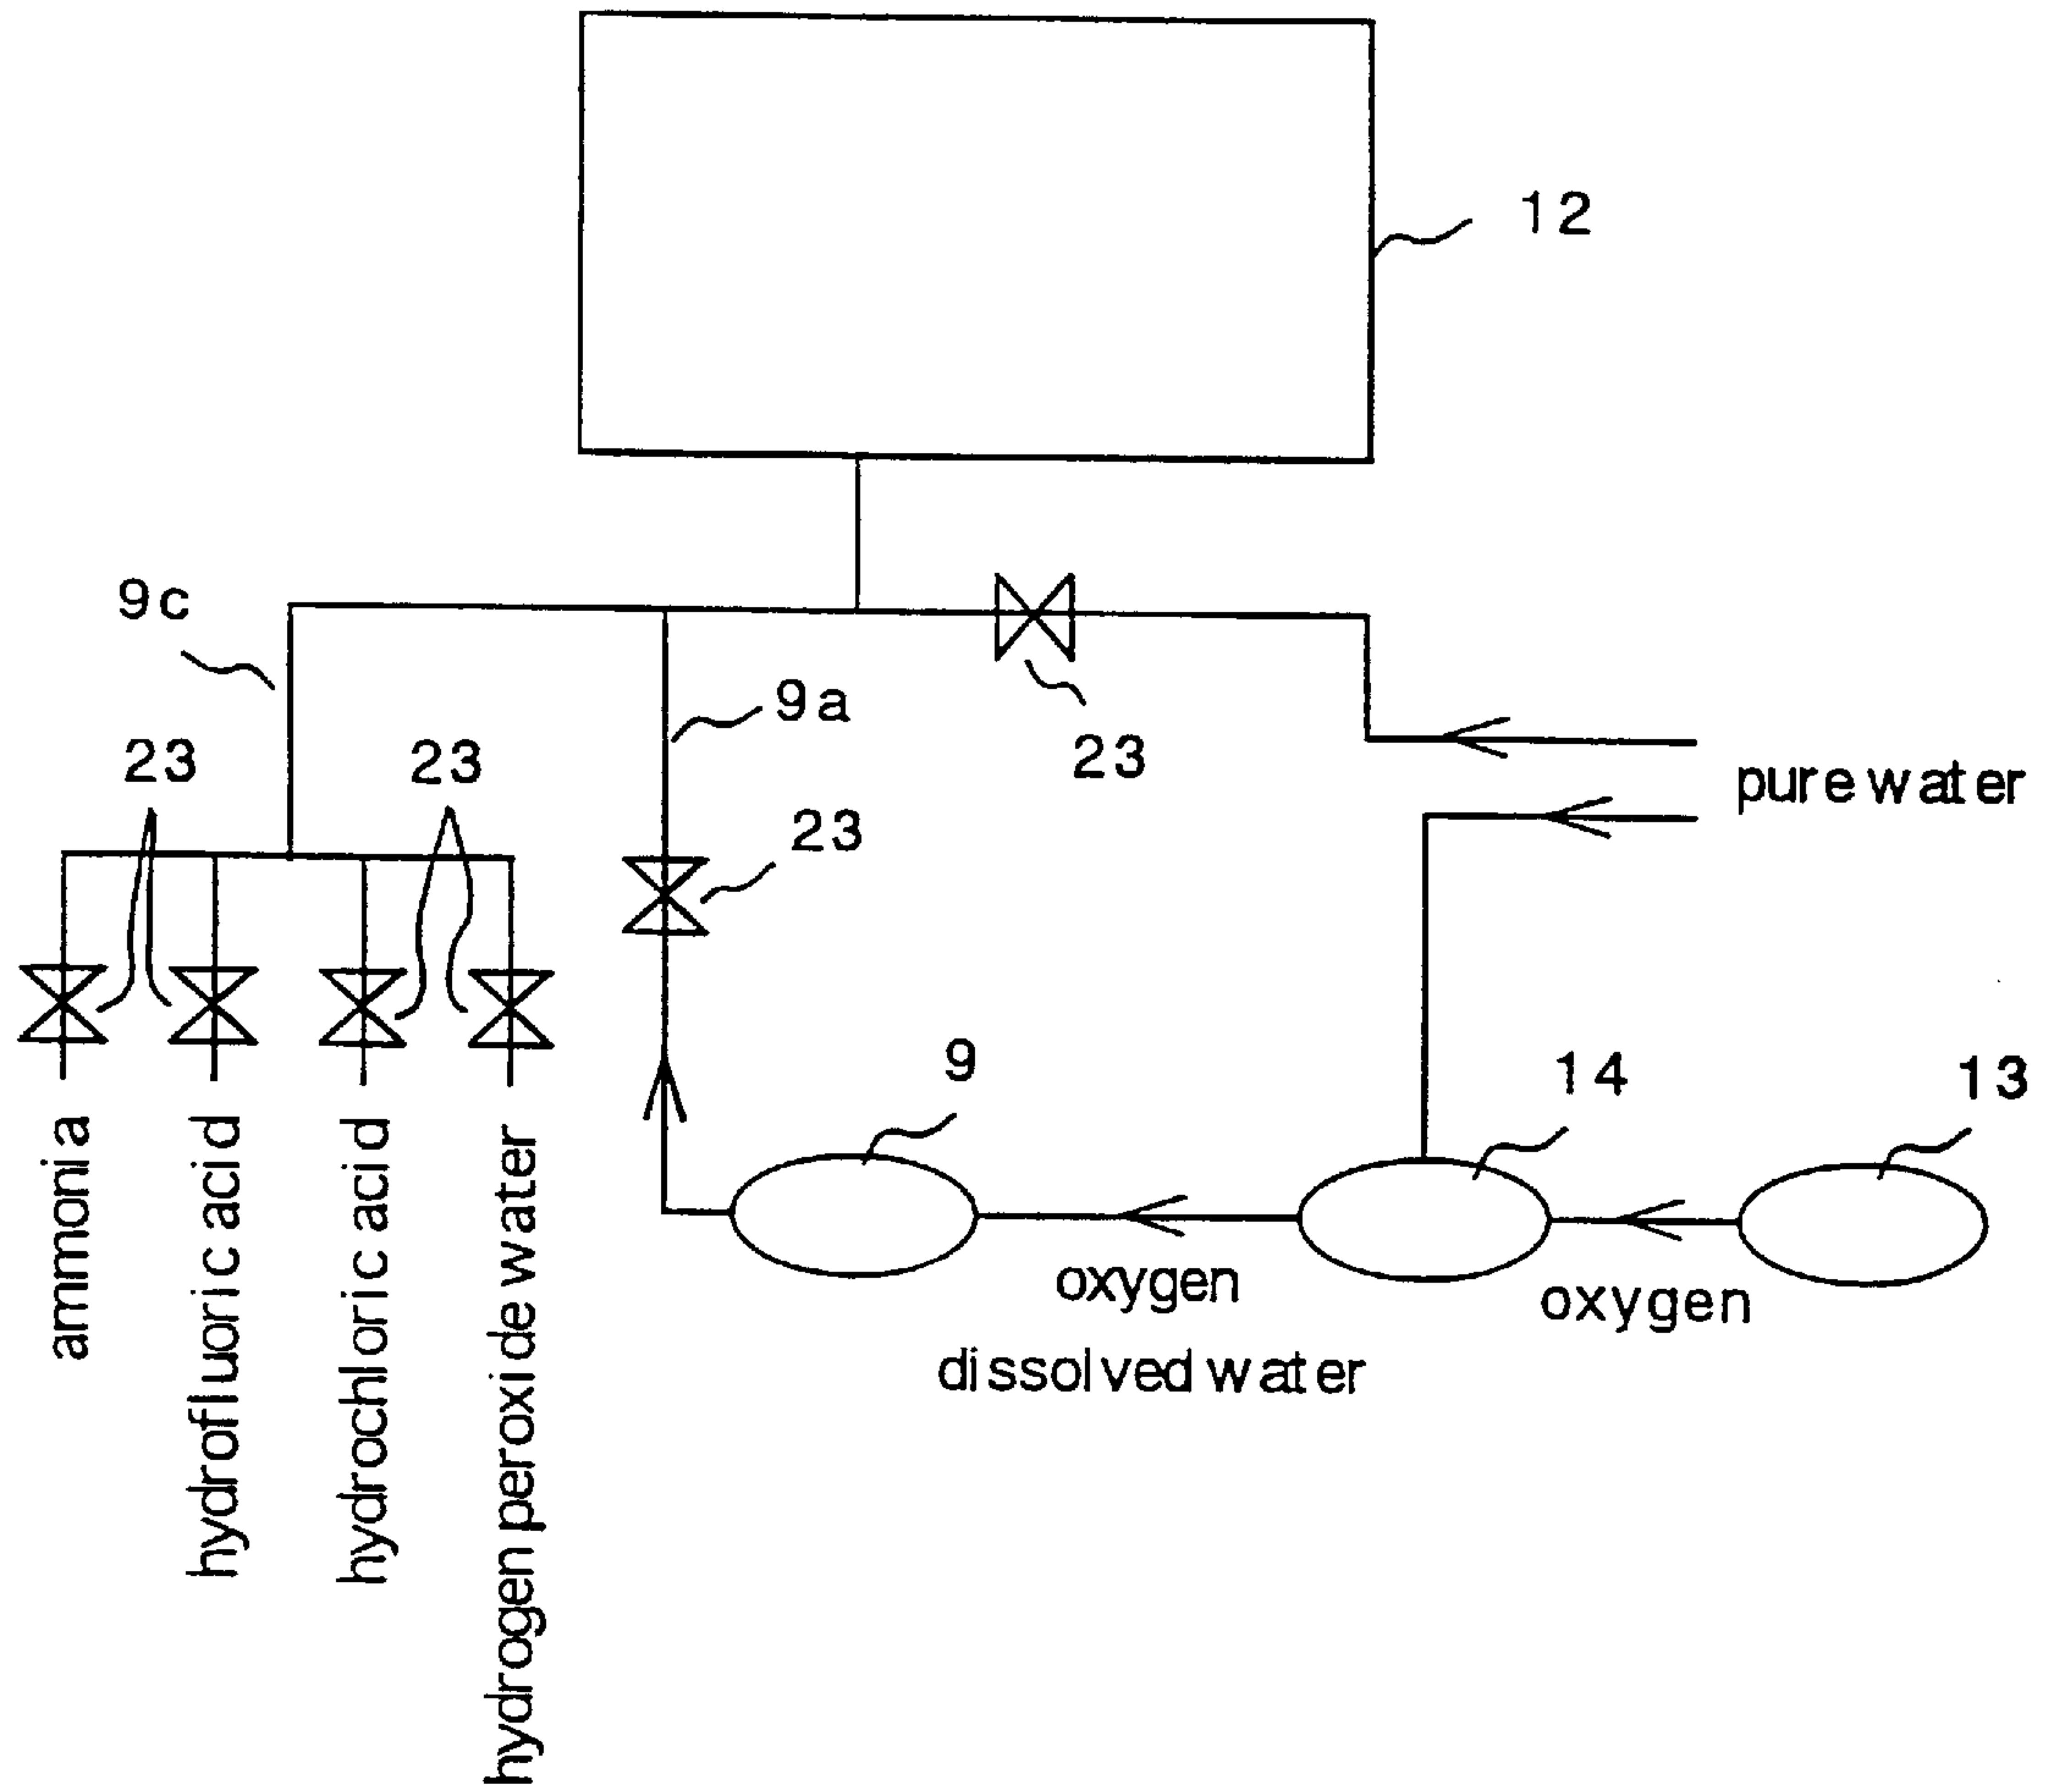 12
9c
9a
23
23
23
pure water
23
9
14
13
oxygen
oxygen
dissolved water
ammonia
hydrofluoric acid
hydrochloric acid
hydrogen peroxide water